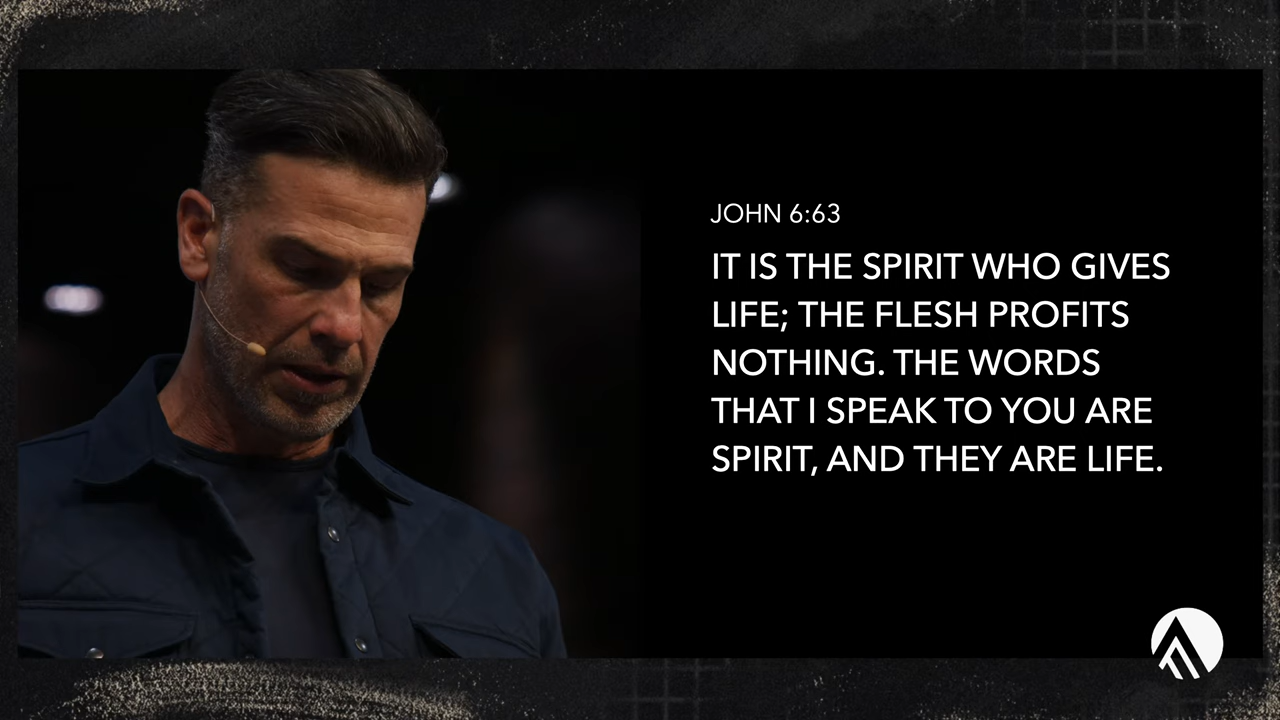 JOHN 6:63
IT IS THE SPIRIT WHO GIVES
LIFE; THE FLESH PROFITS
NOTHING. THE WORDS
THAT I SPEAK TO YOU ARE
SPIRIT, AND THEY ARE LIFE.